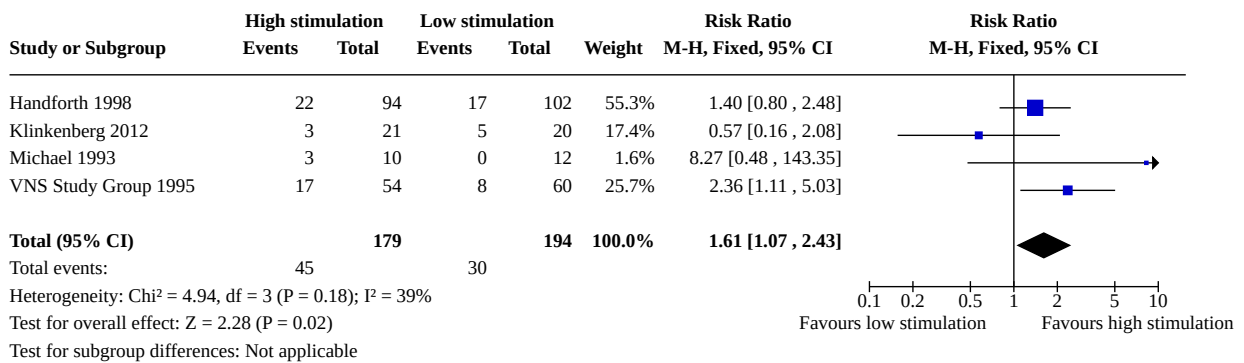 High stimulation Low stimulation Risk Ratio Risk Ratio
Study or Subgroup Events Total Events Total Weight M-H, Fixed, 95% CI M-H, Fixed, 95% CI
Handforth 1998 22 94 17 102 55.3% 1.40 [0.80 , 2.48]
Klinkenberg 2012 3 21 5 20 17.4% 0.57 [0.16 , 2.08]
Michael 1993 3 10 0 12 1.6% 8.27 [0.48 , 143.35]
VNS Study Group 1995 17 54 8 60 25.7% 2.36 [1.11 , 5.03]
Total (95% CI) 179 194 100.0% 1.61 [1.07 , 2.43]
Total events: 45 30
Heterogeneity: Chi² = 4.94, df = 3 (P = 0.18); I² = 39%
0.1 0.2 0.5 1 2 5 10
Test for overall effect: Z = 2.28 (P = 0.02)
Favours low stimulation Favours high stimulation
Test for subgroup differences: Not applicable